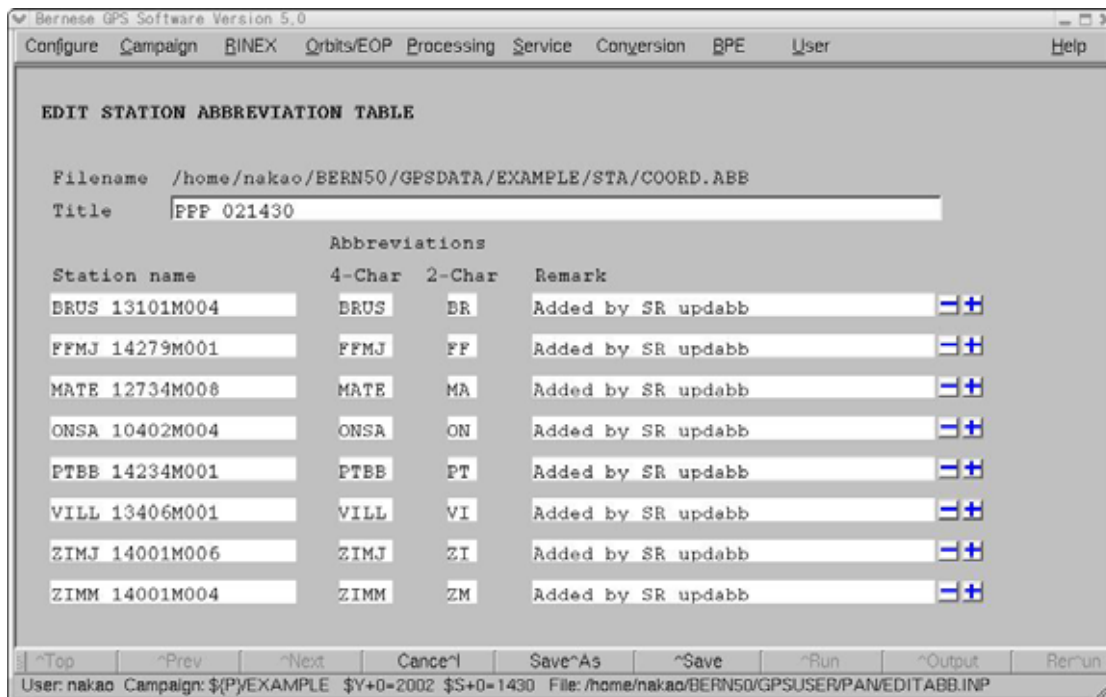 Bernese GPS Software Version 5.0
Configure Campaign RINEX Orbits/EOP Processing Service Conversion BPE User Help
EDIT STATION ABBREVIATION TABLE
Filename /home/nakao/BERN50/GPSDATA/EXAMPLE/STA/COORD.ABB
Title PPP 021430
Abbreviations
Station name 4-Char 2-Char Remark
BRUS 13101M004 BRUS BR Added by SR updabb
FFMJ 14279M001 FFMJ FF Added by SR updabb
MATE 12734M008 MATE MA Added by SR updabb
ONSA 10402M004 ONSA ON Added by SR updabb
PTBB 14234M001 PTBB PT Added by SR updabb
VILL 13406M001 VILL VI Added by SR updabb
ZIMJ 14001M006 ZIMJ ZI Added by SR updabb
ZIMM 14001M004 ZIMM ZM Added by SR updabb
^Top ^Prev ^Next Cance^l Save^As ^Save ^Run ^Output Rer^un
User: nakao Campaign: ${P}/EXAMPLE $Y+0=2002 $S+0=1430 File: /home/nakao/BERN50/GPSUSER/PAN/EDITABB.INP